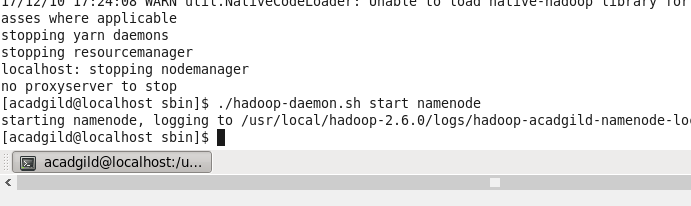 17/12/10 17:24:08 WARN util.NativeCodeLoader: Unable to load native-hadoop library for
asses where applicable
stopping yarn daemons
stopping resourcemanager
localhost: stopping nodemanager
no proxyserver to stop
[acadgild@localhost sbin]$ ./hadoop-daemon.sh start namenode
starting namenode, logging to /usr/local/hadoop-2.6.0/logs/hadoop-acadgild-namenode-loc
[acadgild@localhost sbin]$
acadgild@localhost:/u...